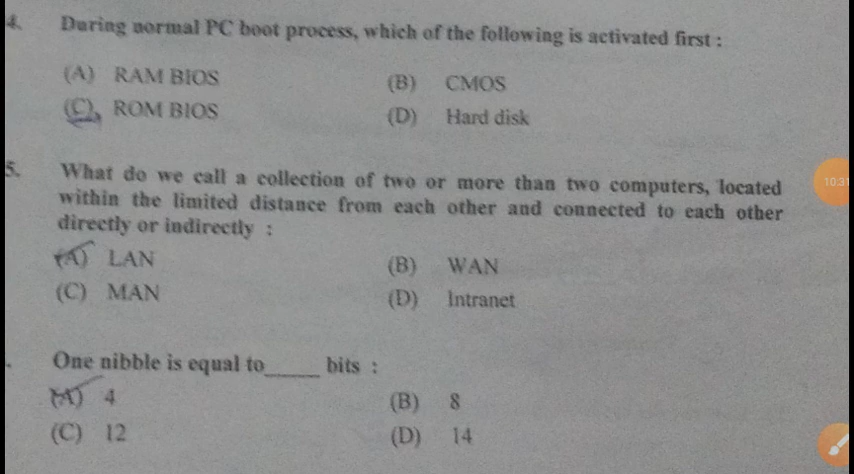 4. During normal PC boot process, which of the following is activated first :
(A) RAM BIOS (B) CMOS
(C) ROM BIOS (D) Hard disk
5. What do we call a collection of two or more than two computers, located
within the limited distance from each other and connected to each other
directly or indirectly :
(A) LAN (B) WAN
(C) MAN (D) Intranet
One nibble is equal to_____ bits :
(A) 4 (B) 8
(C) 12 (D) 14
10:31